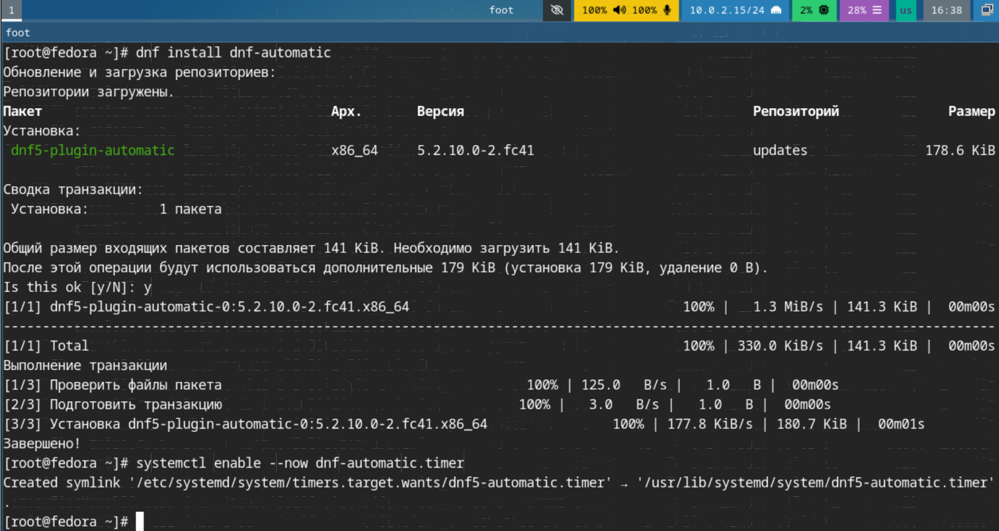 1 foot 100% 100% 10.0.2.15/24 2% 28% us 16:38
foot
[root@fedora ~]# dnf install dnf-automatic
Обновление и загрузка репозиториев:
Репозитории загружены.
Пакет Арх. Версия Репозиторий Размер
Установка:
dnf5-plugin-automatic x86_64 5.2.10.0-2.fc41 updates 178.6 KiB
Сводка транзакции:
Установка: 1 пакета
Общий размер входящих пакетов составляет 141 KiB. Необходимо загрузить 141 KiB.
После этой операции будут использоваться дополнительные 179 KiB (установка 179 KiB, удаление 0 B).
Is this ok [y/N]: y
[1/1] dnf5-plugin-automatic-0:5.2.10.0-2.fc41.x86_64 100% | 1.3 MiB/s | 141.3 KiB | 00m00s
--------------------------------------------------------------------------------------------------------------------------------
[1/1] Total 100% | 330.0 KiB/s | 141.3 KiB | 00m00s
Выполнение транзакции
[1/3] Проверить файлы пакета 100% | 125.0 B/s | 1.0 B | 00m00s
[2/3] Подготовить транзакцию 100% | 3.0 B/s | 1.0 B | 00m00s
[3/3] Установка dnf5-plugin-automatic-0:5.2.10.0-2.fc41.x86_64 100% | 177.8 KiB/s | 180.7 KiB | 00m01s
Завершено!
[root@fedora ~]# systemctl enable --now dnf-automatic.timer
Created symlink '/etc/systemd/system/timers.target.wants/dnf5-automatic.timer' → '/usr/lib/systemd/system/dnf5-automatic.timer'
.
[root@fedora ~]#